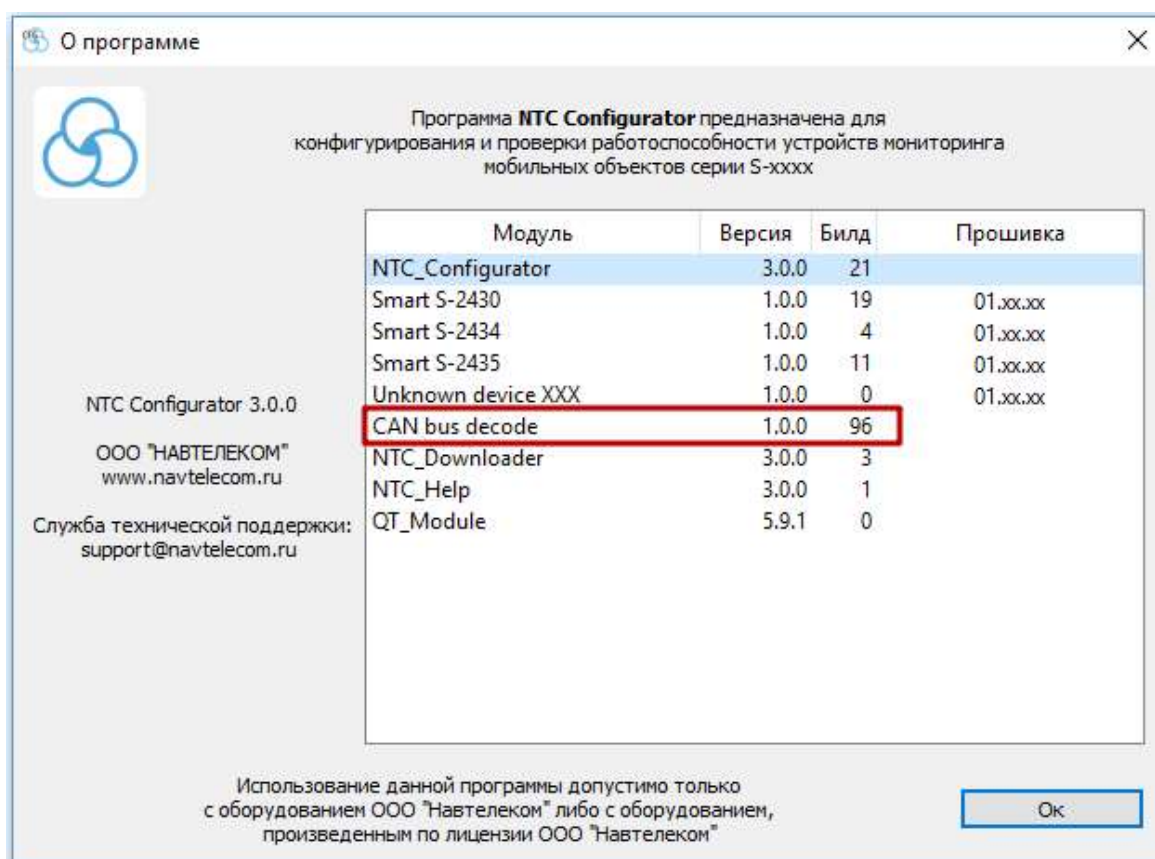 О программе
Программа NTC Configurator предназначена для
конфигурирования и проверки работоспособности устройств мониторинга
мобильных объектов серии S-xxxx
Модуль Версия Билд Прошивка
NTC_Configurator 3.0.0 21
Smart S-2430 1.0.0 19 01.xx.xx
Smart S-2434 1.0.0 4 01.xx.xx
Smart S-2435 1.0.0 11 01.xx.xx
Unknown device XXX 1.0.0 0 01.xx.xx
CAN bus decode 1.0.0 96
NTC_Downloader 3.0.0 3
NTC_Help 3.0.0 1
QT_Module 5.9.1 0
NTC Configurator 3.0.0
ООО "НАВТЕЛЕКОМ"
www.navtelecom.ru
Служба технической поддержки:
support@navtelecom.ru
Использование данной программы допустимо только
с оборудованием ООО "Навтелеком" либо с оборудованием,
произведенным по лицензии ООО "Навтелеком"
Ок